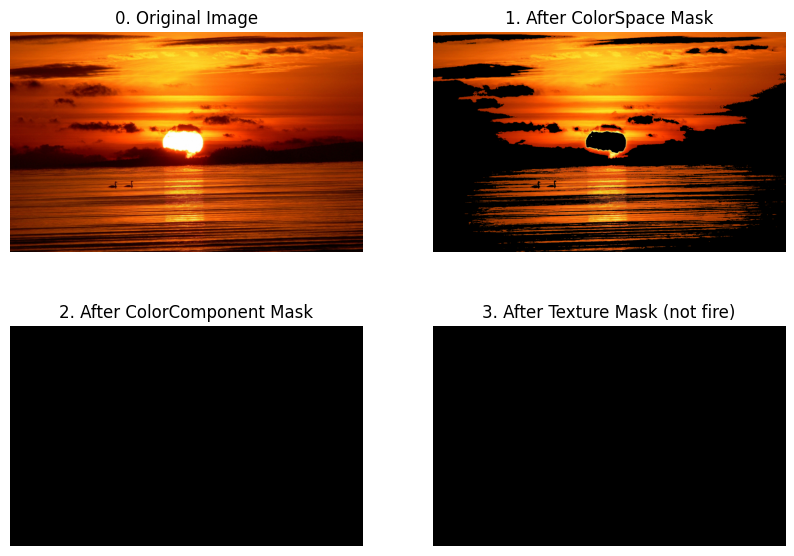 0. Original Image
1. After ColorSpace Mask
2. After ColorComponent Mask
3. After Texture Mask (not fire)